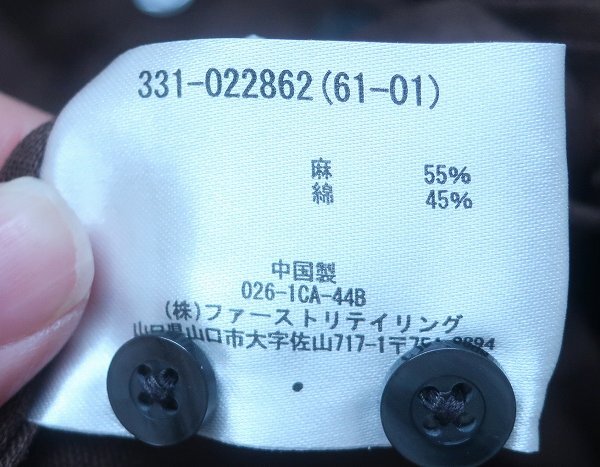 331-022862(61-01)
麻 55%
綿 45%
中国製
026-1CA-44B
(株)ファーストリテイリング
山口県山口市大字佐山717-1〒754-0894